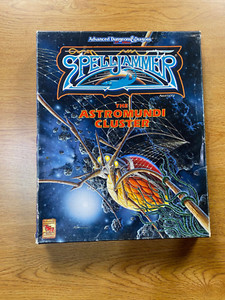 Advanced Dungeons & Dragons
SPELLJAMMER
THE
ASTROMUNDI
CLUSTER